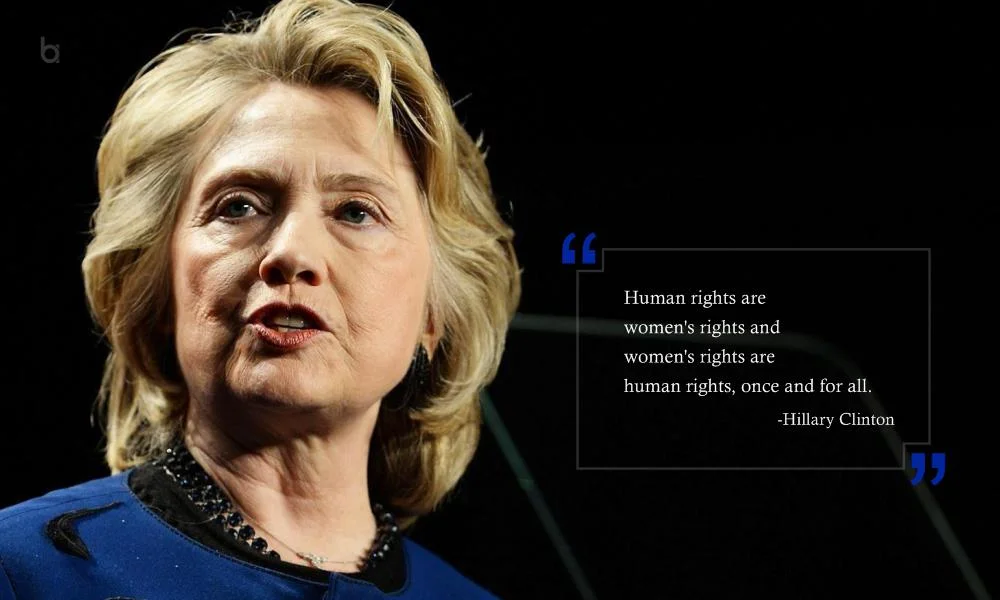 b
Human rights are
women's rights and
women's rights are
human rights, once and for all.
-Hillary Clinton